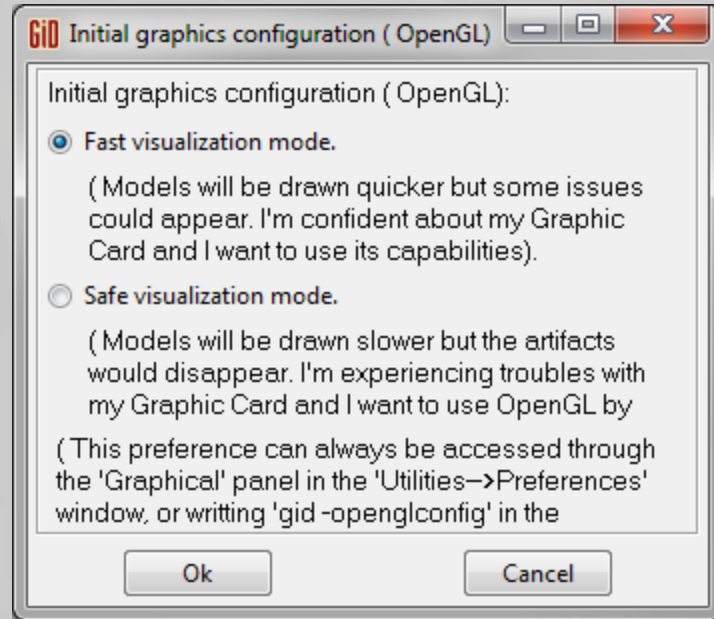 GiD Initial graphics configuration ( OpenGL)
Initial graphics configuration ( OpenGL):
Fast visualization mode.
( Models will be drawn quicker but some issues
could appear. I'm confident about my Graphic
Card and I want to use its capabilities).
Safe visualization mode.
( Models will be drawn slower but the artifacts
would disappear. I'm experiencing troubles with
my Graphic Card and I want to use OpenGL by
( This preference can always be accessed through
the 'Graphical' panel in the 'Utilities-->Preferences'
window, or writting 'gid -openglconfig' in the
Ok Cancel